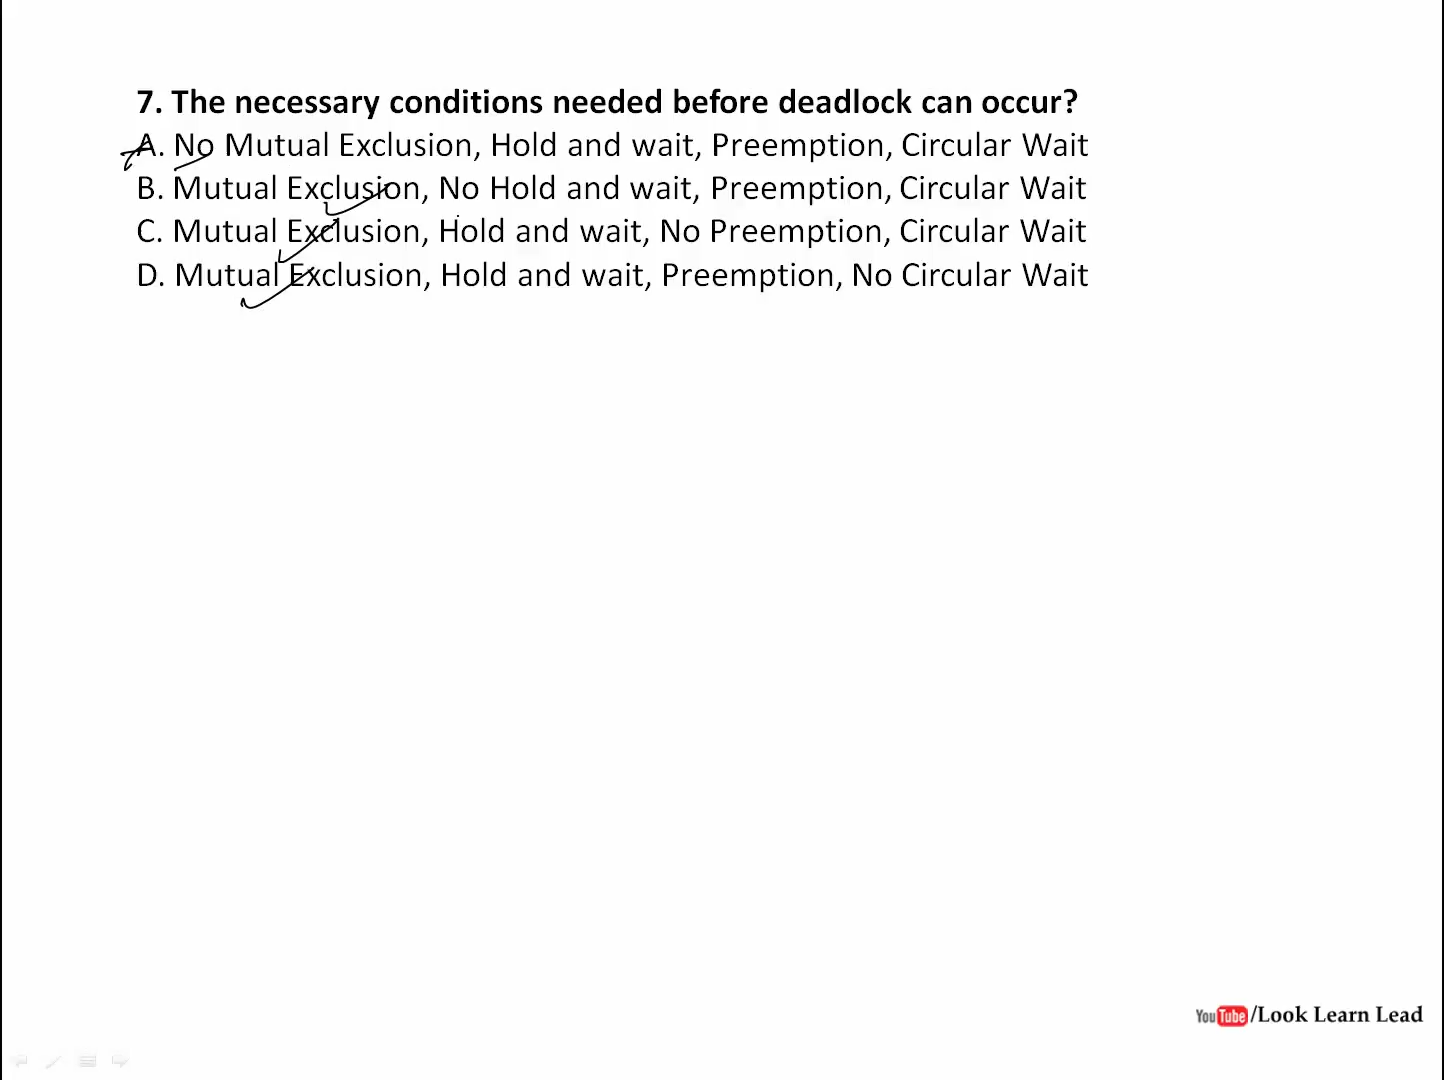 7. The necessary conditions needed before deadlock can occur?
A. No Mutual Exclusion, Hold and wait, Preemption, Circular Wait
B. Mutual Exclusion, No Hold and wait, Preemption, Circular Wait
C. Mutual Exclusion, Hold and wait, No Preemption, Circular Wait
D. Mutual Exclusion, Hold and wait, Preemption, No Circular Wait
YouTube/Look Learn Lead